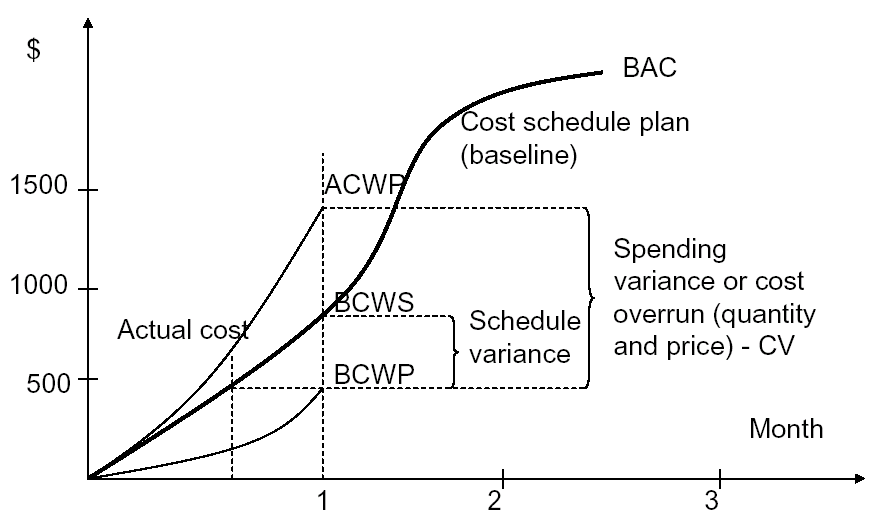 $
BAC
Cost schedule plan
(baseline)
1500
ACWP
Spending
variance or cost
overrun (quantity
and price) - CV
1000
BCWS
Schedule
variance
Actual cost
BCWP
500
Month
1
2
3